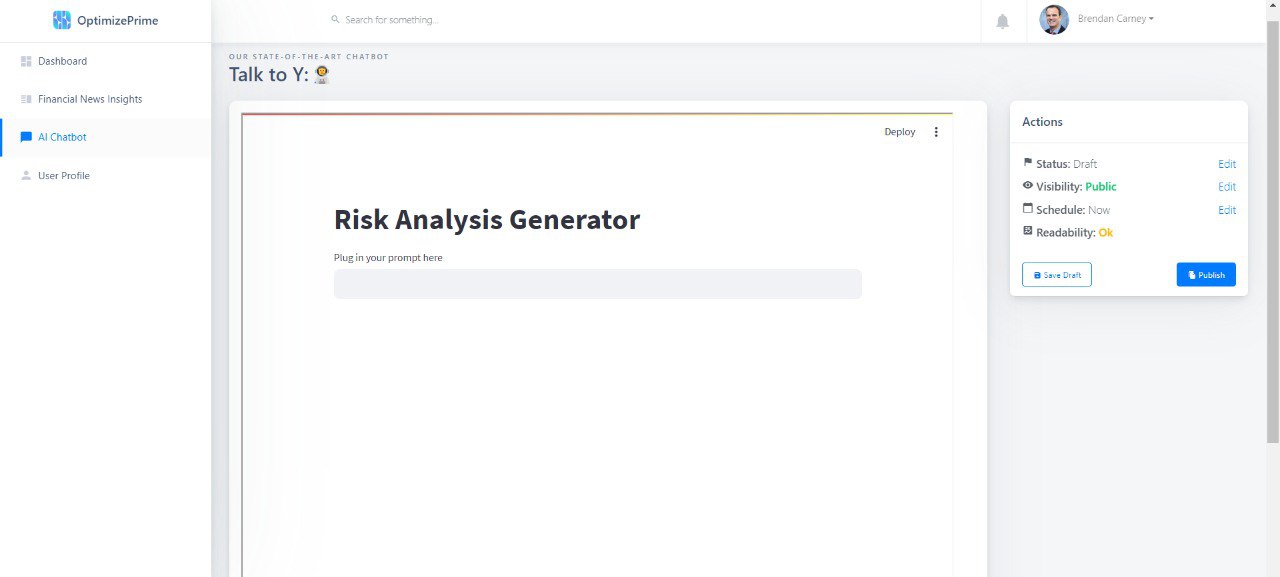 OptimizePrime
Search for something...
Brendan Carney
Dashboard
Financial News Insights
AI Chatbot
User Profile
OUR STATE-OF-THE-ART CHATBOT
Talk to Y:
Deploy
Risk Analysis Generator
Plug in your prompt here
Actions
Status: Draft Edit
Visibility: Public Edit
Schedule: Now Edit
Readability: Ok
Save Draft Publish